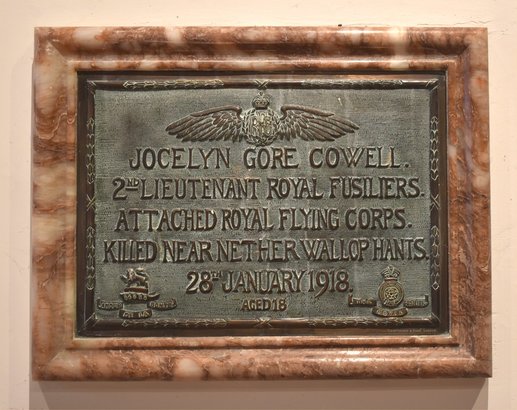 JOCELYN GORE COWELL.
2ND LIEUTENANT ROYAL FUSILIERS.
ATTACHED ROYAL FLYING CORPS.
KILLED NEAR NETHER WALLOP HANTS.
28TH JANUARY 1918.
AGED 18